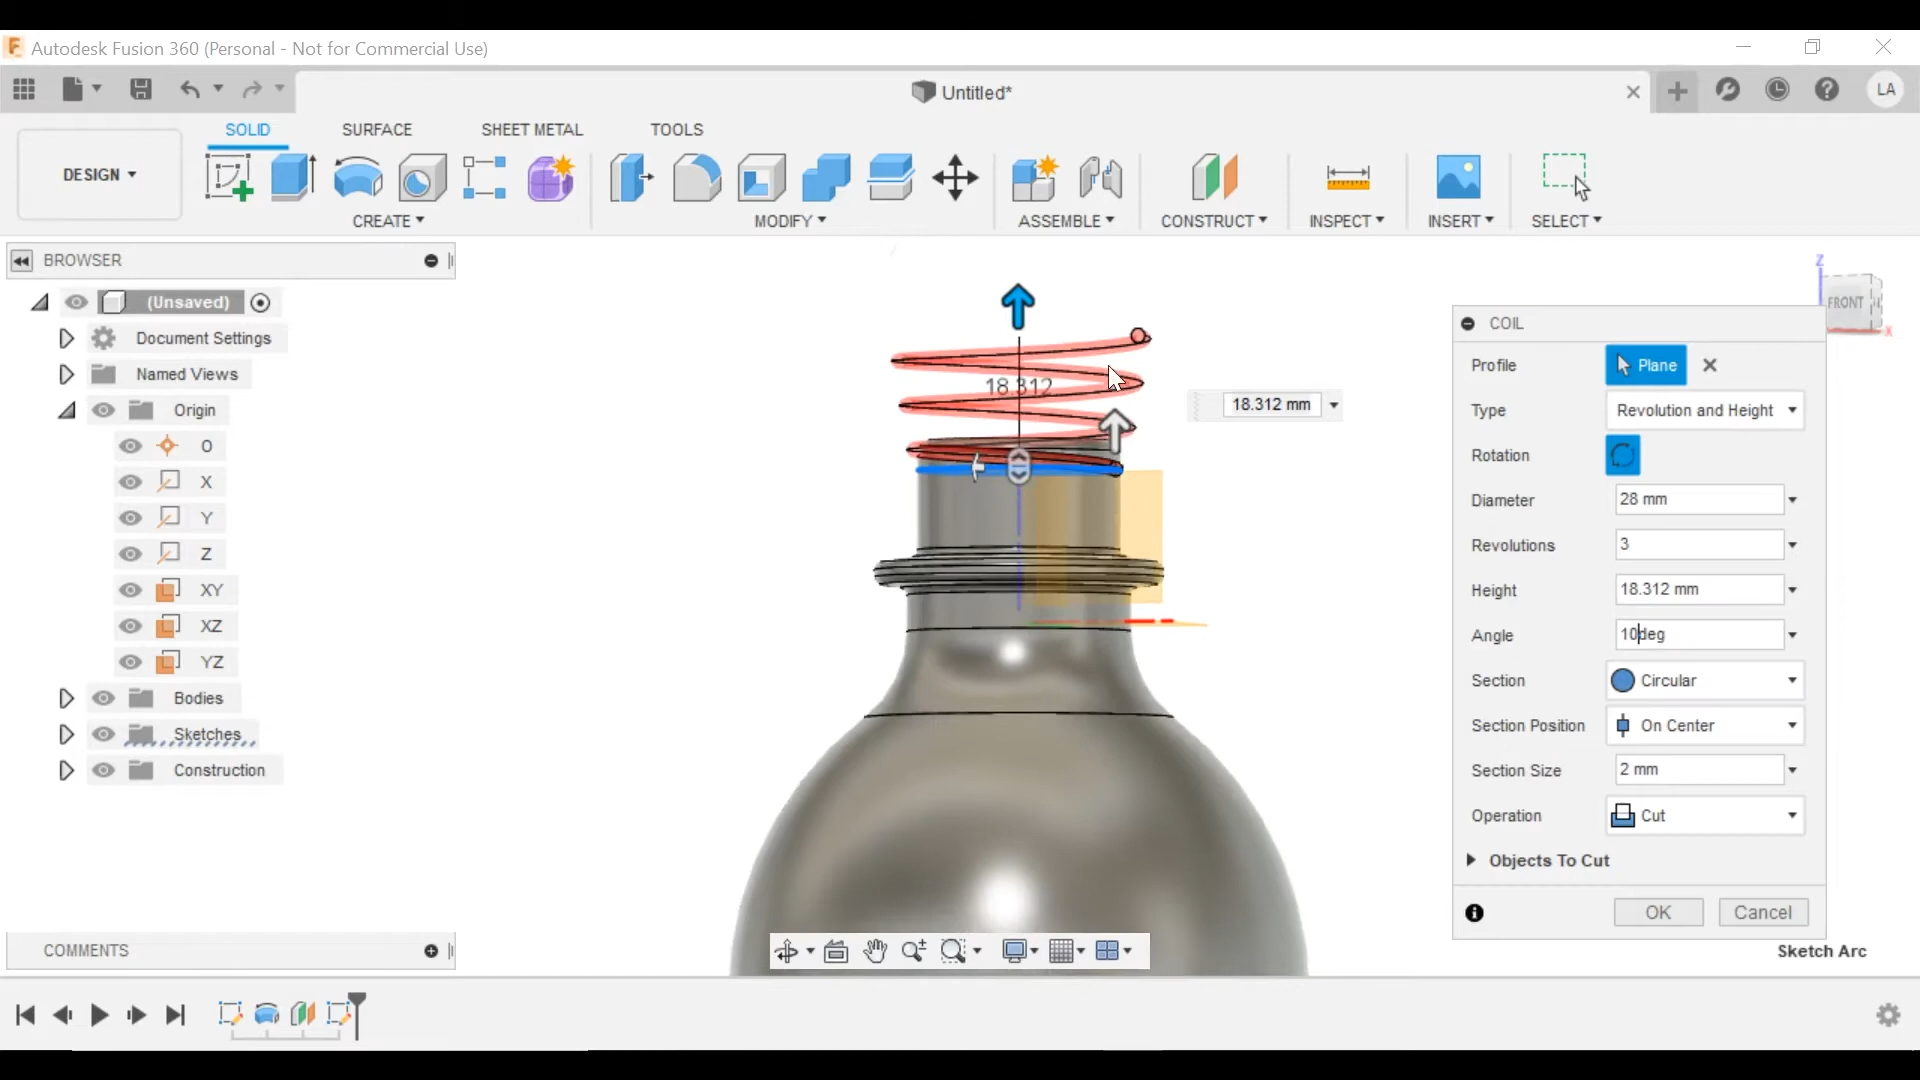 Autodesk Fusion 360 (Personal - Not for Commercial Use)
Untitled*
LA
SOLID
SURFACE
SHEET METAL
TOOLS
DESIGN
CREATE
MODIFY
ASSEMBLE
CONSTRUCT
INSPECT
INSERT
SELECT
BROWSER
(Unsaved)
Document Settings
Named Views
Origin
O
X
Y
Z
XY
XZ
YZ
Bodies
Sketches
Construction
COMMENTS
18.312
18.312 mm
Z
FRONT
X
COIL
Profile Plane
Type Revolution and Height
Rotation
Diameter 28 mm
Revolutions 3
Height 18.312 mm
Angle 10deg
Section Circular
Section Position On Center
Section Size 2 mm
Operation Cut
Objects To Cut
OK Cancel
Sketch Arc